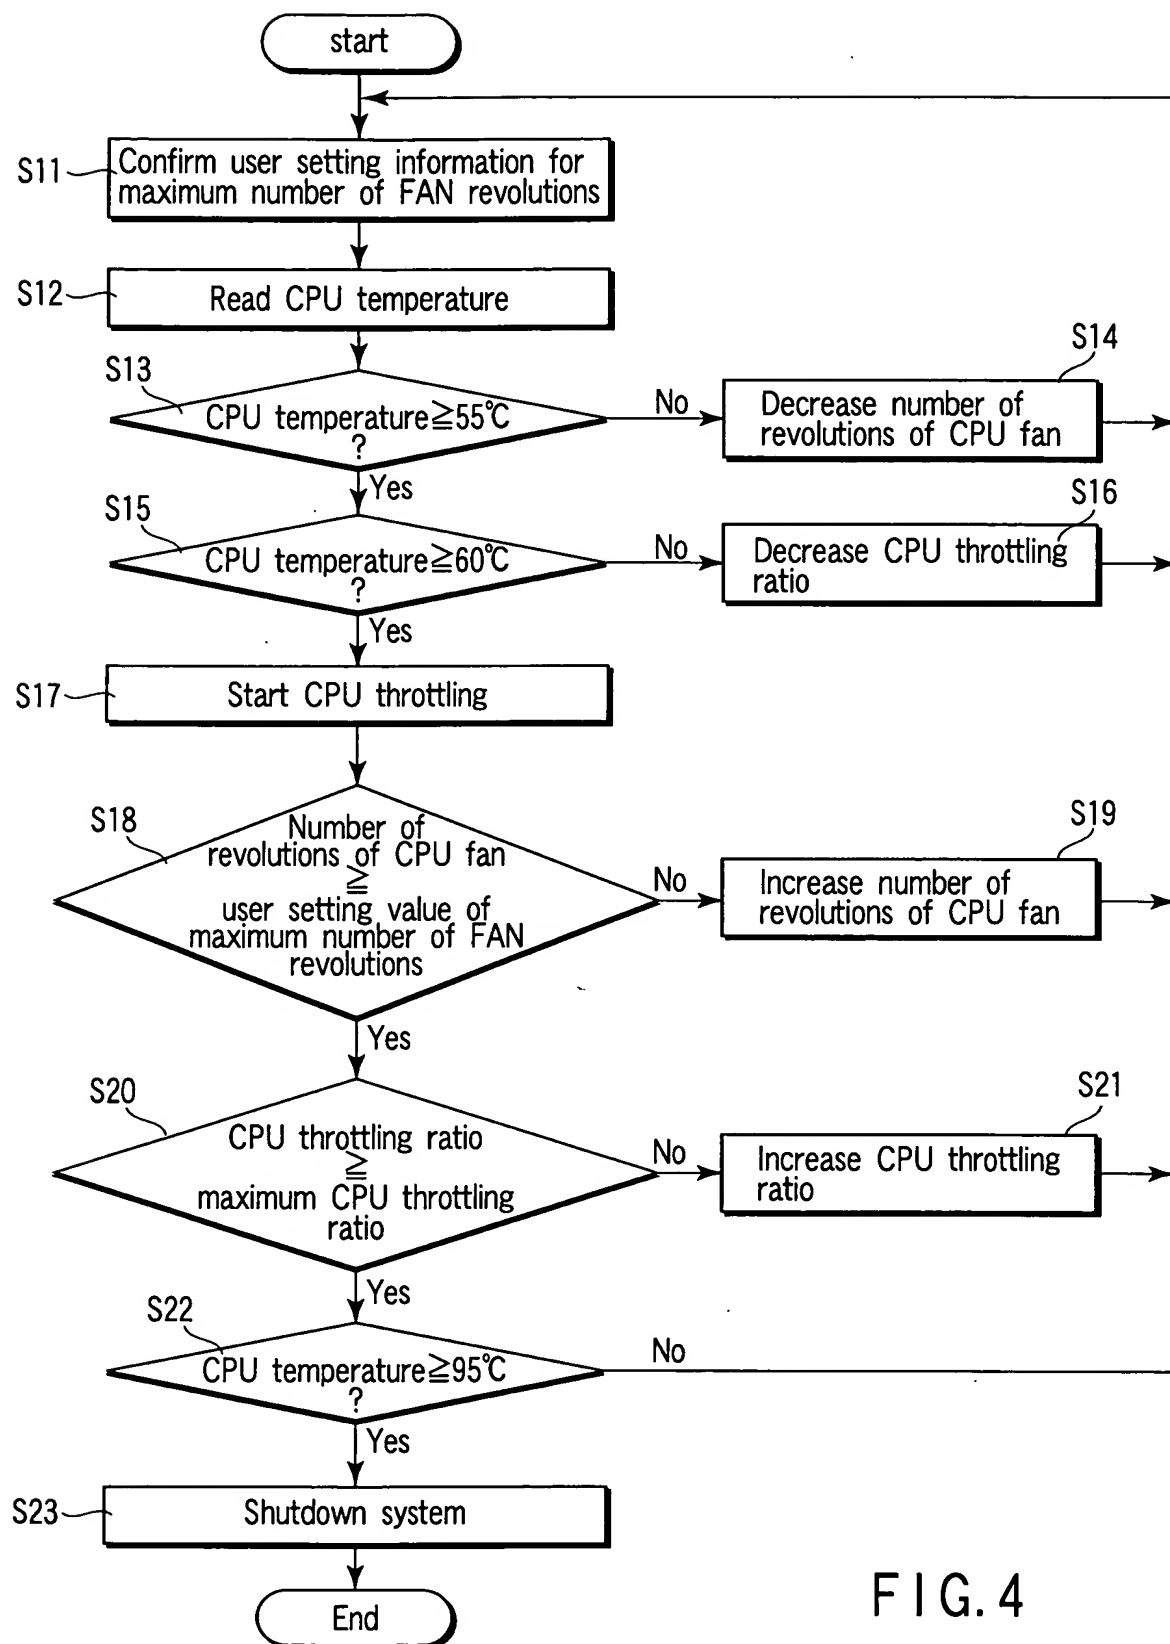 start
S11
Confirm user setting information for
maximum number of FAN revolutions
S12
Read CPU temperature
S13
CPU temperature≧55℃
?
No
S14
Decrease number of
revolutions of CPU fan
Yes
S15
CPU temperature≧60℃
?
No
S16
Decrease CPU throttling
ratio
Yes
S17
Start CPU throttling
S18
Number of
revolutions of CPU fan
≧
user setting value of
maximum number of FAN
revolutions
No
S19
Increase number of
revolutions of CPU fan
Yes
S20
CPU throttling ratio
≧
maximum CPU throttling
ratio
No
S21
Increase CPU throttling
ratio
Yes
S22
CPU temperature≧95℃
?
No
Yes
S23
Shutdown system
End
FIG. 4